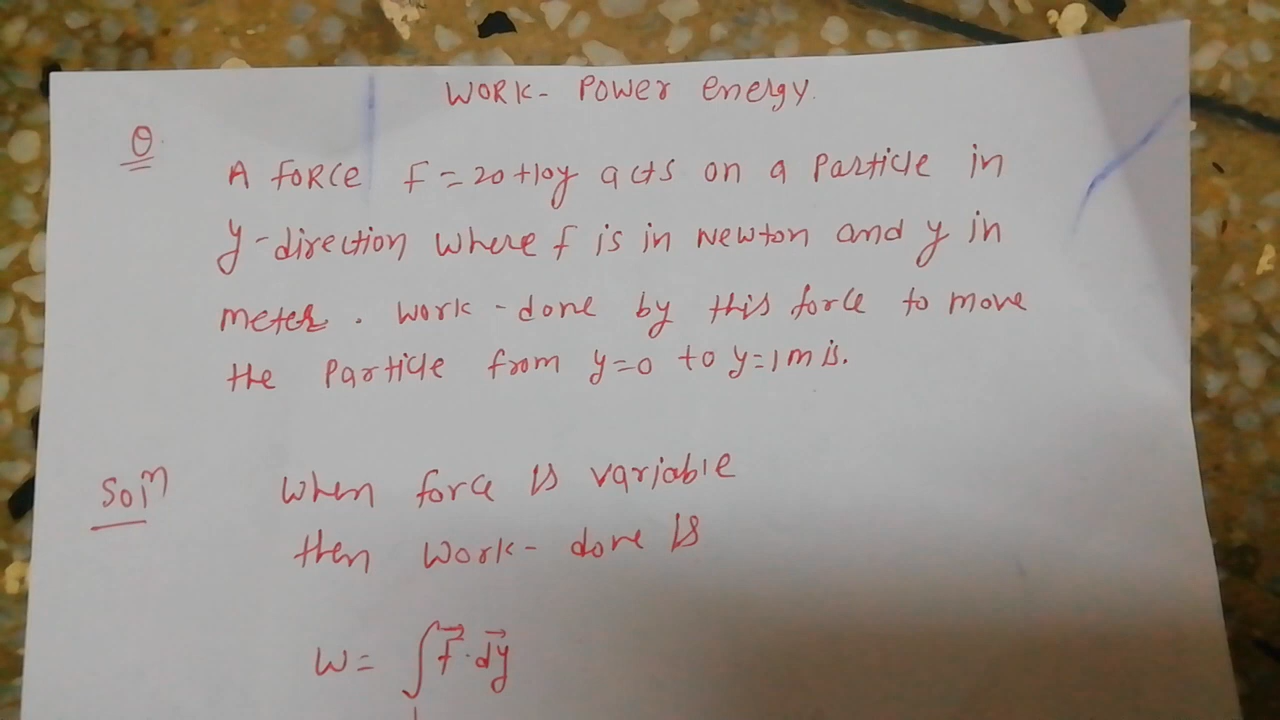 WORK- Power energy.
Q.
A FORCE F = 20+10y acts on a Particle in
y-direction where f is in Newton and y in
meter. Work-done by this force to move
the Particle from y=0 to y=1m is.
Solⁿ
When force is variable
then work-done is
W = ∫F⃗.dy⃗